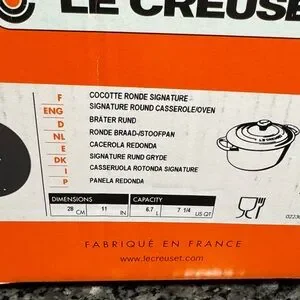 LE CREUSET
F COCOTTE RONDE SIGNATURE
ENG SIGNATURE ROUND CASSEROLE/OVEN
D BRÄTER RUND
NL RONDE BRAAD-/STOOFPAN
E CACEROLA REDONDA
DK SIGNATURE RUND GRYDE
I CASSERUOLA ROTONDA SIGNATURE
P PANELA REDONDA
DIMENSIONS CAPACITY
28 CM 11 IN 6.7 L 7 1/4 US QT
FABRIQUÉ EN FRANCE
www.lecreuset.com